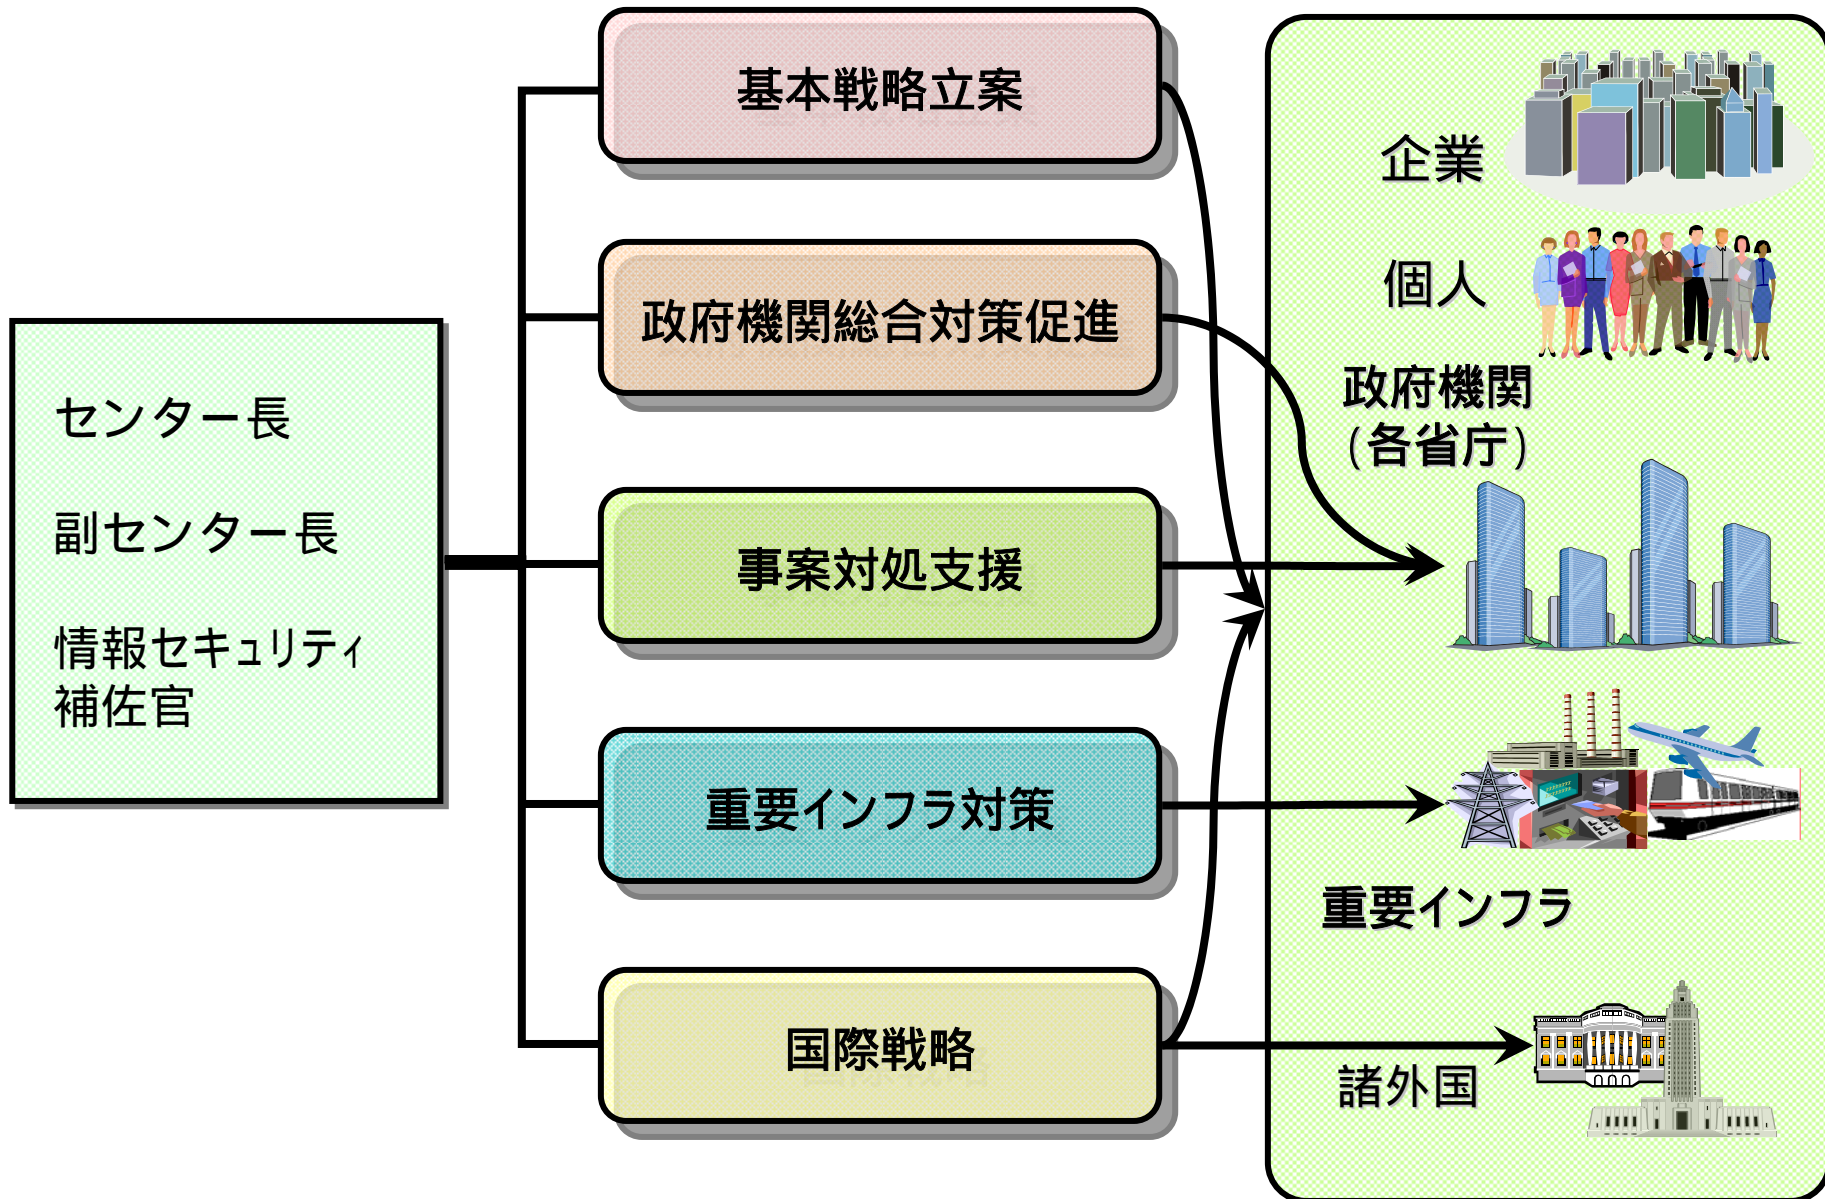 センター長
副センター長
情報セキュリティ
補佐官
基本戦略立案
政府機関総合対策促進
事案対処支援
重要インフラ対策
国際戦略
企業
個人
政府機関
(各省庁)
重要インフラ
諸外国